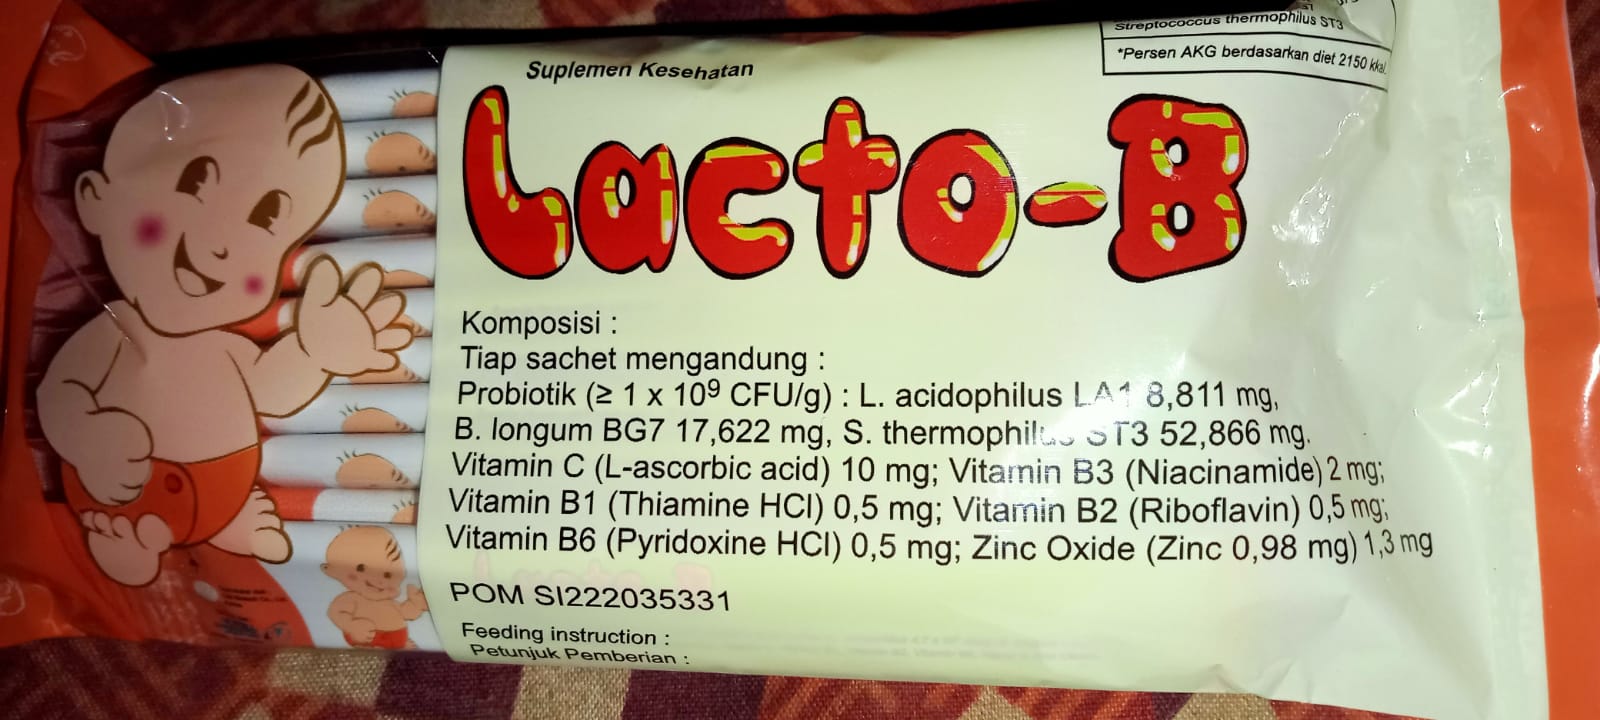 Streptococcus thermophilus ST3
*Persen AKG berdasarkan diet 2150 kkal
Suplemen Kesehatan
Lacto-B
Komposisi :
Tiap sachet mengandung :
Probiotik (≥ 1 x 10⁹ CFU/g) : L. acidophilus LA1 8,811 mg,
B. longum BG7 17,622 mg, S. thermophilus ST3 52,866 mg.
Vitamin C (L-ascorbic acid) 10 mg; Vitamin B3 (Niacinamide) 2 mg;
Vitamin B1 (Thiamine HCl) 0,5 mg; Vitamin B2 (Riboflavin) 0,5 mg;
Vitamin B6 (Pyridoxine HCl) 0,5 mg; Zinc Oxide (Zinc 0,98 mg) 1,3 mg
POM SI222035331
Feeding instruction :
Petunjuk Pemberian :